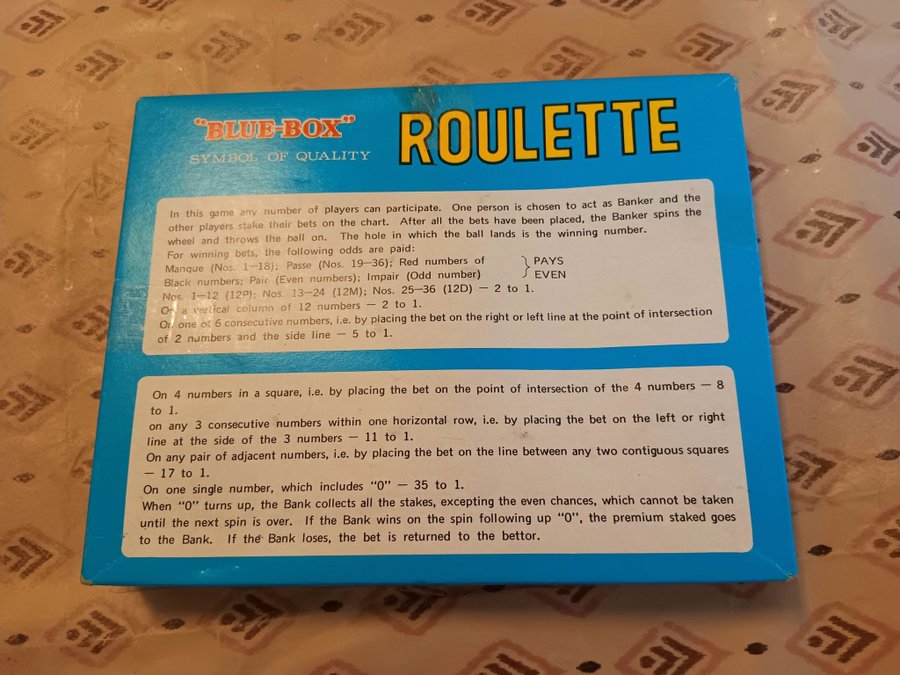 "BLUE-BOX"
SYMBOL OF QUALITY
ROULETTE
In this game any number of players can participate. One person is chosen to act as Banker and the
other players stake their bets on the chart. After all the bets have been placed, the Banker spins the
wheel and throws the ball on. The hole in which the ball lands is the winning number.
For winning bets, the following odds are paid:
Manque (Nos. 1—18); Passe (Nos. 19—36); Red numbers of
Black numbers; Pair (Even numbers); Impair (Odd number)
} PAYS
EVEN
Nos. 1—12 (12P); Nos. 13—24 (12M); Nos. 25—36 (12D) — 2 to 1.
On a vertical column of 12 numbers — 2 to 1.
On one of 6 consecutive numbers, i.e. by placing the bet on the right or left line at the point of intersection
of 2 numbers and the side line — 5 to 1.
On 4 numbers in a square, i.e. by placing the bet on the point of intersection of the 4 numbers — 8
to 1.
on any 3 consecutive numbers within one horizontal row, i.e. by placing the bet on the left or right
line at the side of the 3 numbers — 11 to 1.
On any pair of adjacent numbers, i.e. by placing the bet on the line between any two contiguous squares
— 17 to 1.
On one single number, which includes "0" — 35 to 1.
When "0" turns up, the Bank collects all the stakes, excepting the even chances, which cannot be taken
until the next spin is over. If the Bank wins on the spin following up "0", the premium staked goes
to the Bank. If the Bank loses, the bet is returned to the bettor.